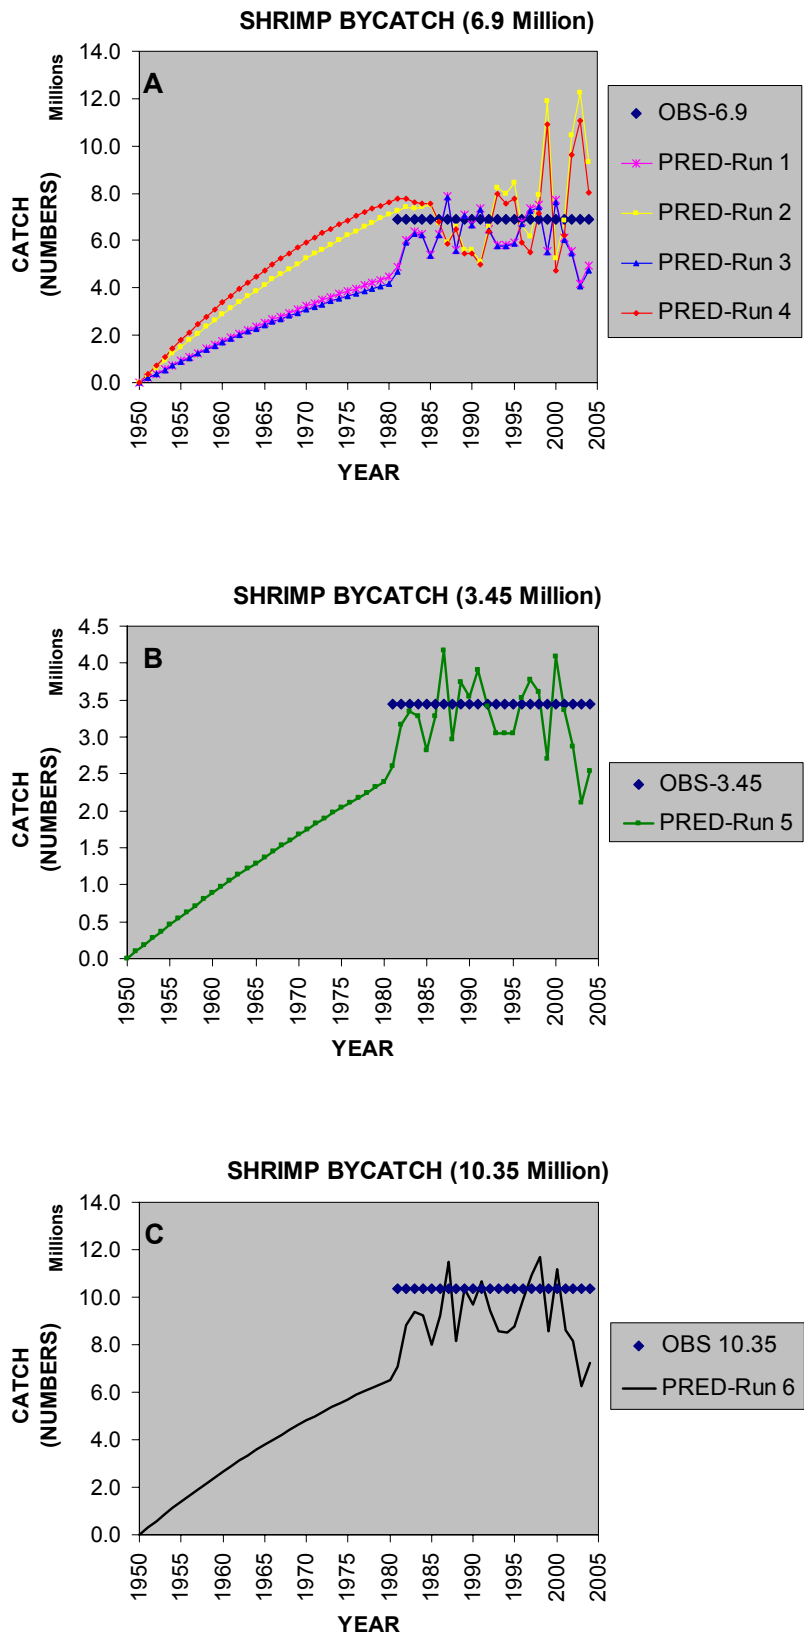 SHRIMP BYCATCH (6.9 Million)
A
Millions
CATCH
(NUMBERS)
14.0
12.0
10.0
8.0
6.0
4.0
2.0
0.0
1950
1955
1960
1965
1970
1975
1980
1985
1990
1995
2000
2005
YEAR
OBS-6.9
PRED-Run 1
PRED-Run 2
PRED-Run 3
PRED-Run 4
SHRIMP BYCATCH (3.45 Million)
B
Millions
CATCH
(NUMBERS)
4.5
4.0
3.5
3.0
2.5
2.0
1.5
1.0
0.5
0.0
1950
1955
1960
1965
1970
1975
1980
1985
1990
1995
2000
2005
YEAR
OBS-3.45
PRED-Run 5
SHRIMP BYCATCH (10.35 Million)
C
Millions
CATCH
(NUMBERS)
14.0
12.0
10.0
8.0
6.0
4.0
2.0
0.0
1950
1955
1960
1965
1970
1975
1980
1985
1990
1995
2000
2005
YEAR
OBS 10.35
PRED-Run 6